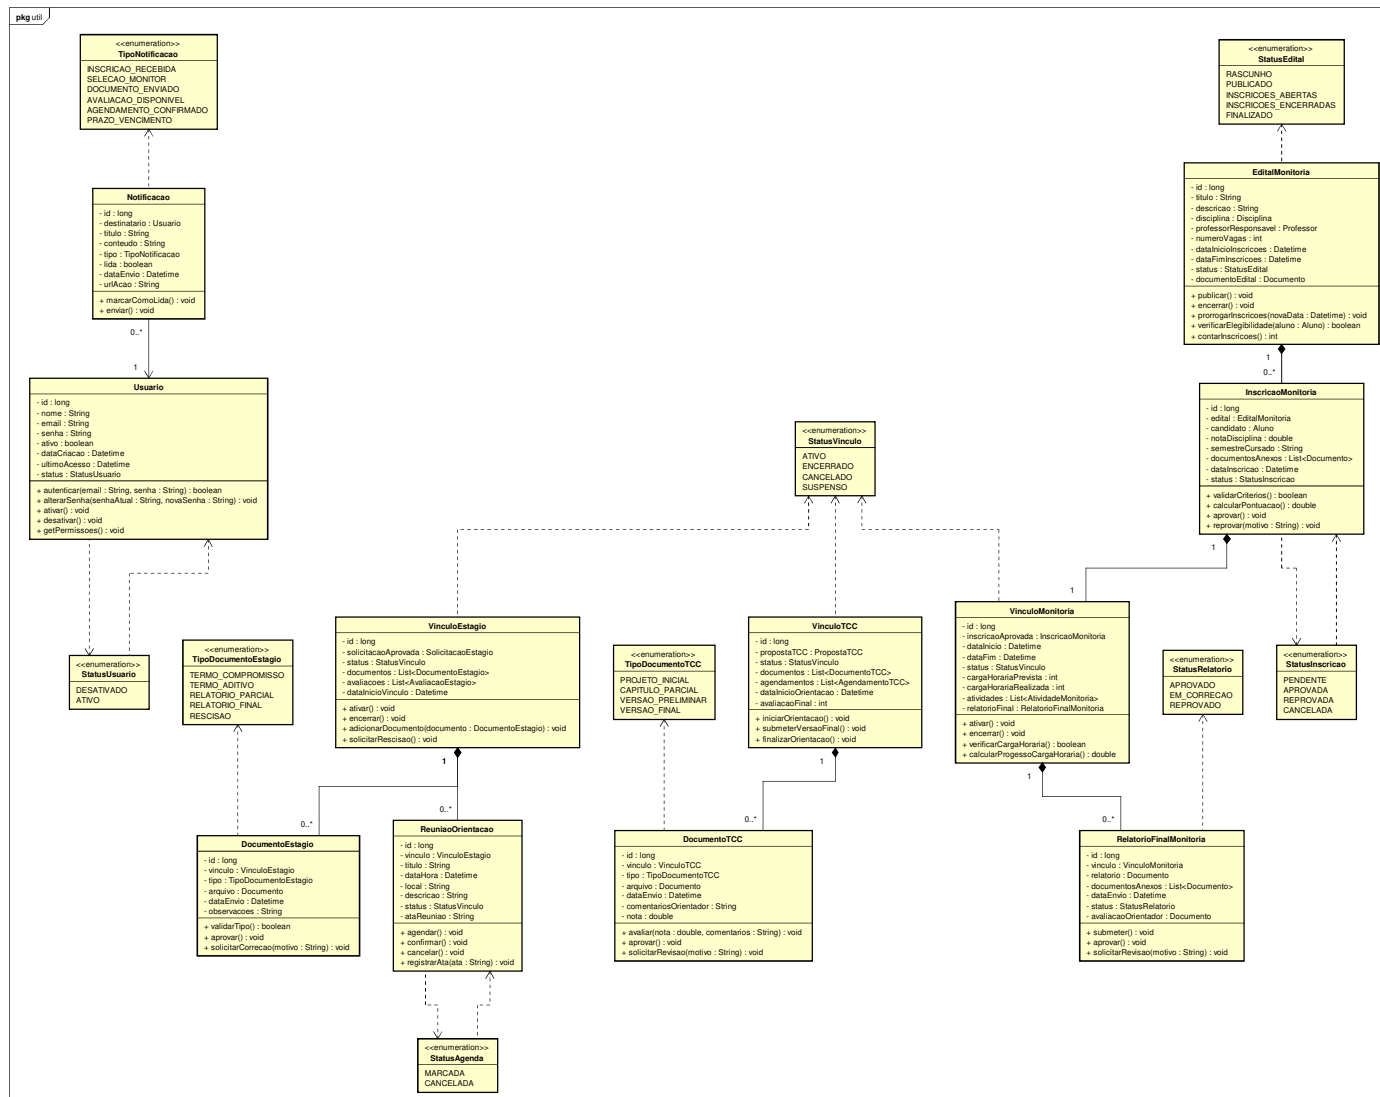 pkg util
<<enumeration>>
TipoNotificacao
INSCRICAO_RECEBIDA
SELECAO_MONITOR
DOCUMENTO_ENVIADO
AVALIACAO_DISPONIVEL
AGENDAMENTO_CONFIRMADO
PRAZO_VENCIMENTO
<<enumeration>>
StatusEdital
RASCUNHO
PUBLICADO
INSCRICOES_ABERTAS
INSCRICOES_ENCERRADAS
FINALIZADO
Notificacao
- id : long
- destinatario : Usuario
- titulo : String
- conteudo : String
- tipo : TipoNotificacao
- lida : boolean
- dataEnvio : Datetime
- urlAcao : String
+ marcarComoLida() : void
+ enviar() : void
0..*
1
EditalMonitoria
- id : long
- titulo : String
- descricao : String
- disciplina : Disciplina
- professorResponsavel : Professor
- numeroVagas : int
- dataInicioInscricoes : Datetime
- dataFimInscricoes : Datetime
- status : StatusEdital
- documentoEdital : Documento
+ publicar() : void
+ encerrar() : void
+ prorrogarInscricoes(novaData : Datetime) : void
+ verificarElegibilidade(aluno : Aluno) : boolean
+ contarInscricoes() : int
1
0..*
Usuario
- id : long
- nome : String
- email : String
- senha : String
- ativo : boolean
- dataCriacao : Datetime
- ultimoAcesso : Datetime
- status : StatusUsuario
+ autenticar(email : String, senha : String) : boolean
+ alterarSenha(senhaAtual : String, novaSenha : String) : void
+ ativar() : void
+ desativar() : void
+ getPermissoes() : void
InscricaoMonitoria
- id : long
- edital : EditalMonitoria
- candidato : Aluno
- notaDisciplina : double
- semestreCursado : String
- documentosAnexos : List<Documento>
- dataInscricao : Datetime
- status : StatusInscricao
+ validarCriterios() : boolean
+ calcularPontuacao() : double
+ aprovar() : void
+ reprovar(motivo : String) : void
1
1
<<enumeration>>
StatusVinculo
ATIVO
ENCERRADO
CANCELADO
SUSPENSO
<<enumeration>>
StatusUsuario
DESATIVADO
ATIVO
<<enumeration>>
TipoDocumentoEstagio
TERMO_COMPROMISSO
TERMO_ADITIVO
RELATORIO_PARCIAL
RELATORIO_FINAL
RESCISAO
VinculoEstagio
- id : long
- solicitacaoAprovada : SolicitacaoEstagio
- status : StatusVinculo
- documentos : List<DocumentoEstagio>
- avaliacoes : List<AvaliacaoEstagio>
- dataInicioVinculo : Datetime
+ ativar() : void
+ encerrar() : void
+ adicionarDocumento(documento : DocumentoEstagio) : void
+ solicitarRescisao() : void
1
0..*
0..*
<<enumeration>>
TipoDocumentoTCC
PROJETO_INICIAL
CAPITULO_PARCIAL
VERSAO_PRELIMINAR
VERSAO_FINAL
VinculoTCC
- id : long
- propostaTCC : PropostaTCC
- status : StatusVinculo
- documentos : List<DocumentoTCC>
- agendamentos : List<AgendamentoTCC>
- dataInicioOrientacao : Datetime
- avaliacaoFinal : int
+ iniciarOrientacao() : void
+ submeterVersaoFinal() : void
+ finalizarOrientacao() : void
1
0..*
VinculoMonitoria
- id : long
- inscricaoAprovada : InscricaoMonitoria
- dataInicio : Datetime
- dataFim : Datetime
- status : StatusVinculo
- cargaHorariaPrevista : int
- cargaHorariaRealizada : int
- atividades : List<AtividadeMonitoria>
- relatorioFinal : RelatorioFinalMonitoria
+ ativar() : void
+ encerrar() : void
+ verificarCargaHoraria() : boolean
+ calcularProgessoCargaHoraria() : double
1
0..*
<<enumeration>>
StatusRelatorio
APROVADO
EM_CORRECAO
REPROVADO
<<enumeration>>
StatusInscricao
PENDENTE
APROVADA
REPROVADA
CANCELADA
DocumentoEstagio
- id : long
- vinculo : VinculoEstagio
- tipo : TipoDocumentoEstagio
- arquivo : Documento
- dataEnvio : Datetime
- observacoes : String
+ validarTipo() : boolean
+ aprovar() : void
+ solicitarCorrecao(motivo : String) : void
ReuniaoOrientacao
- id : long
- vinculo : VinculoEstagio
- titulo : String
- dataHora : Datetime
- local : String
- descricao : String
- status : StatusVinculo
- ataReuniao : String
+ agendar() : void
+ confirmar() : void
+ cancelar() : void
+ registrarAta(ata : String) : void
DocumentoTCC
- id : long
- vinculo : VinculoTCC
- tipo : TipoDocumentoTCC
- arquivo : Documento
- dataEnvio : Datetime
- comentariosOrientador : String
- nota : double
+ avaliar(nota : double, comentarios : String) : void
+ aprovar() : void
+ solicitarRevisao(motivo : String) : void
RelatorioFinalMonitoria
- id : long
- vinculo : VinculoMonitoria
- relatorio : Documento
- documentosAnexos : List<Documento>
- dataEnvio : Datetime
- status : StatusRelatorio
- avaliacaoOrientador : Documento
+ submeter() : void
+ aprovar() : void
+ solicitarRevisao(motivo : String) : void
<<enumeration>>
StatusAgenda
MARCADA
CANCELADA